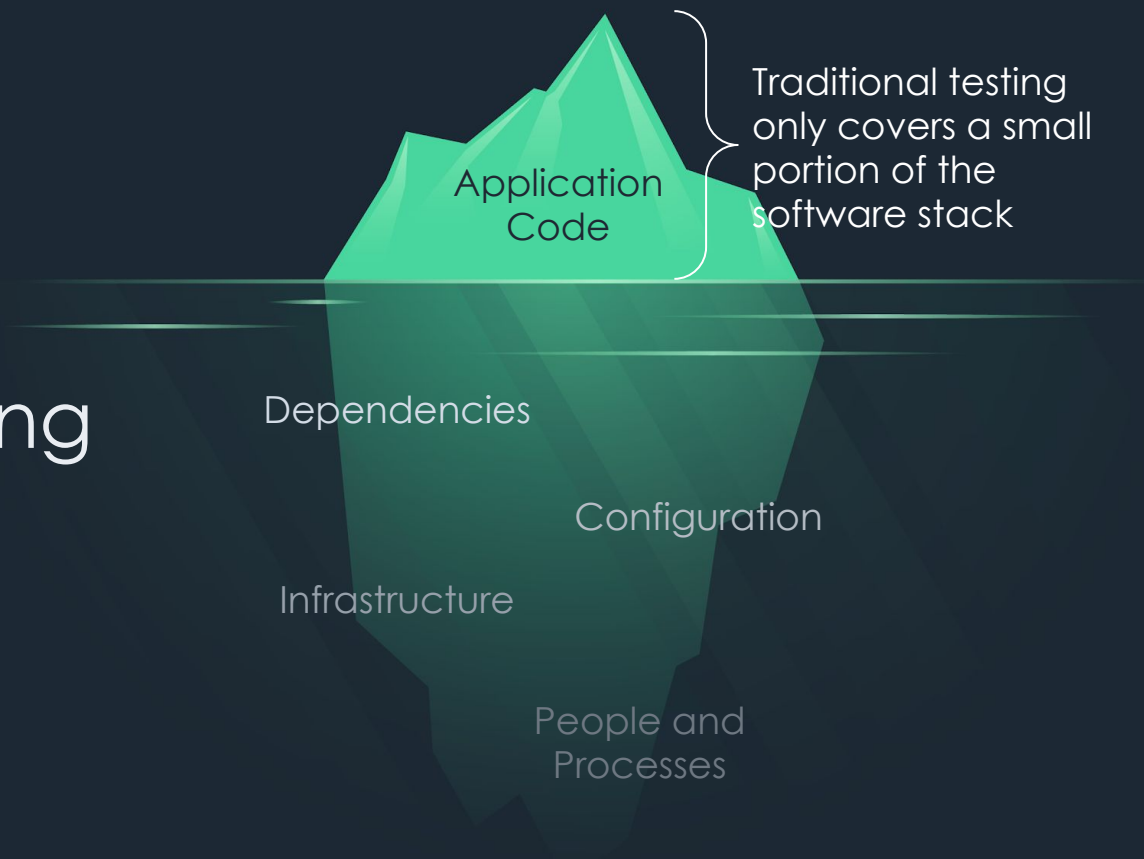 Application
Code
Traditional testing
only covers a small
portion of the
software stack
ng
Dependencies
Configuration
Infrastructure
People and
Processes